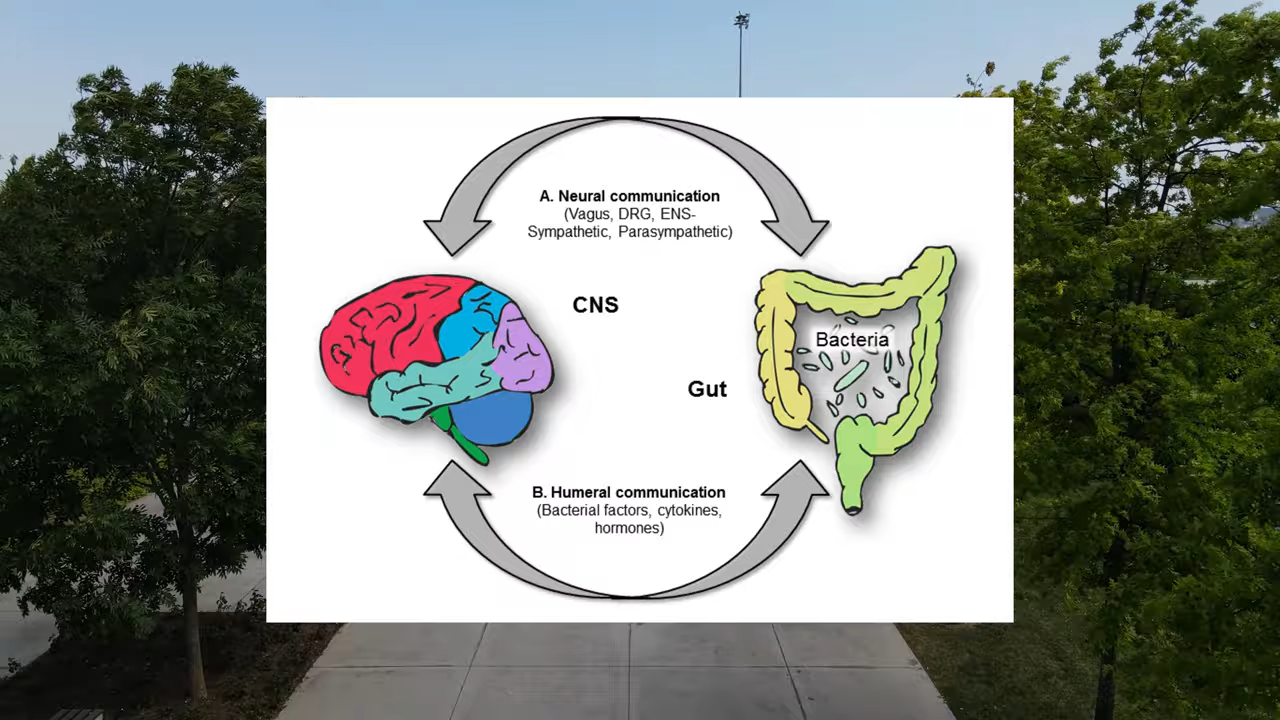 A. Neural communication
(Vagus, DRG, ENS-
Sympathetic, Parasympathetic)
CNS
Bacteria
Gut
B. Humeral communication
(Bacterial factors, cytokines,
hormones)